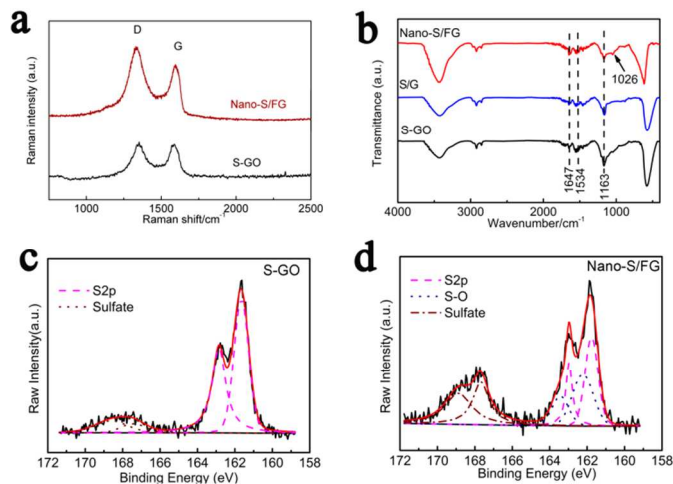 a
D
G
Nano-S/FG
S-GO
Raman intensity (a.u.)
1000 1500 2000 2500
Raman shift/cm⁻¹
b
Nano-S/FG
S/G
S-GO
1026
1647
1534
1163
Transmittance (a.u.)
4000 3000 2000 1000
Wavenumber/cm⁻¹
c
S-GO
S2p
Sulfate
Raw Intensity(a.u.)
172 170 168 166 164 162 160 158
Binding Energy (eV)
d
Nano-S/FG
S2p
S-O
Sulfate
Raw Intensity(a.u.)
172 170 168 165 164 162 160 158
Binding Energy (eV)